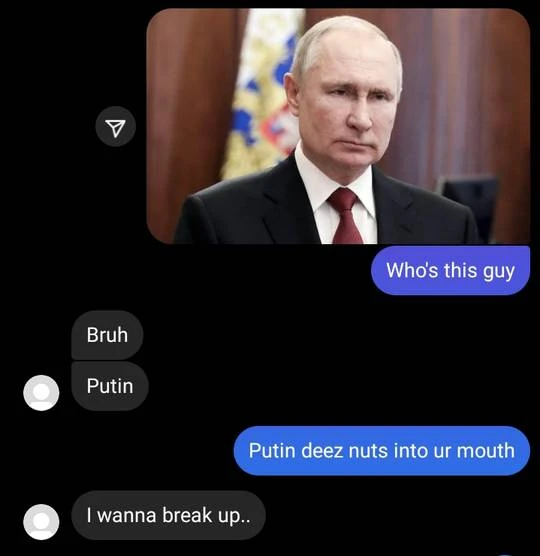 Who's this guy
Bruh
Putin
Putin deez nuts into ur mouth
I wanna break up..